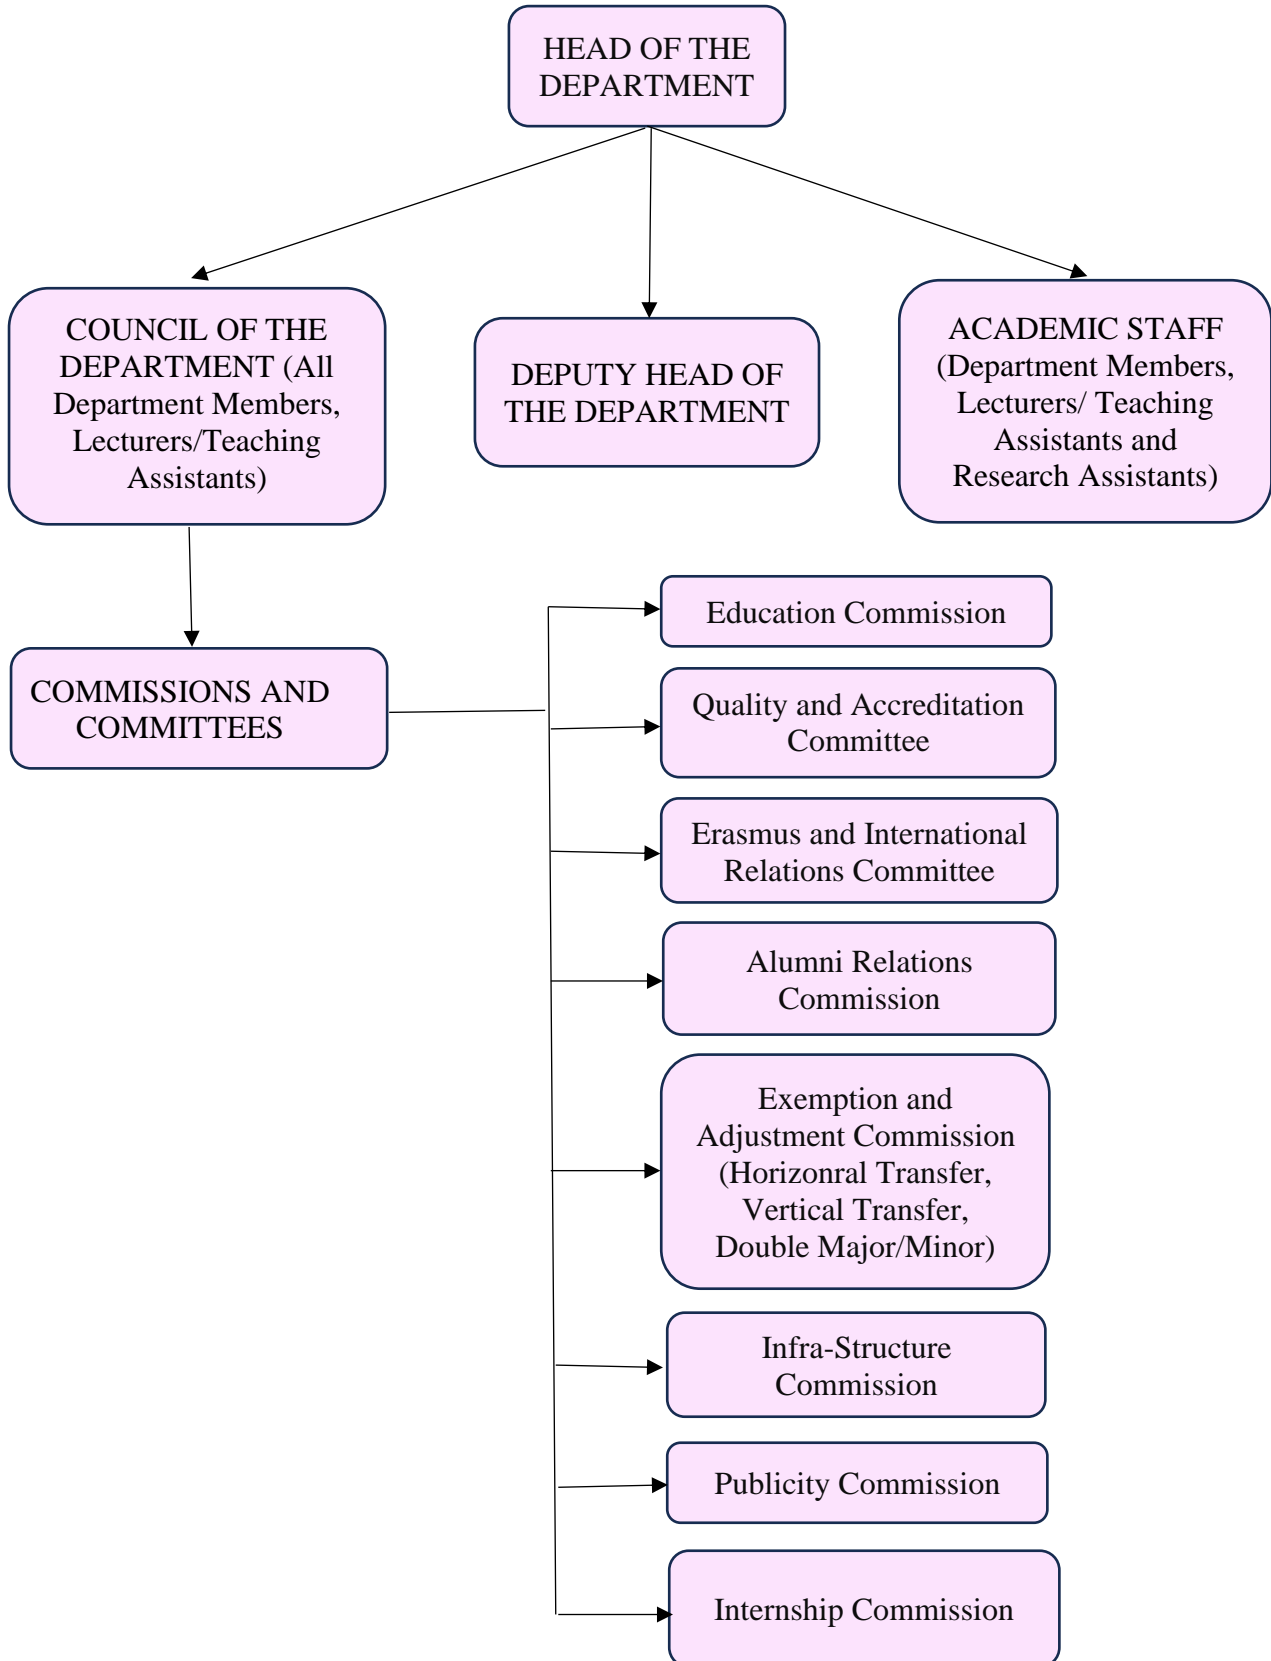 HEAD OF THE
DEPARTMENT
COUNCIL OF THE
DEPARTMENT (All
Department Members,
Lecturers/Teaching
Assistants)
DEPUTY HEAD OF
THE DEPARTMENT
ACADEMIC STAFF
(Department Members,
Lecturers/ Teaching
Assistants and
Research Assistants)
COMMISSIONS AND
COMMITTEES
Education Commission
Quality and Accreditation
Committee
Erasmus and International
Relations Committee
Alumni Relations
Commission
Exemption and
Adjustment Commission
(Horizonral Transfer,
Vertical Transfer,
Double Major/Minor)
Infra-Structure
Commission
Publicity Commission
Internship Commission